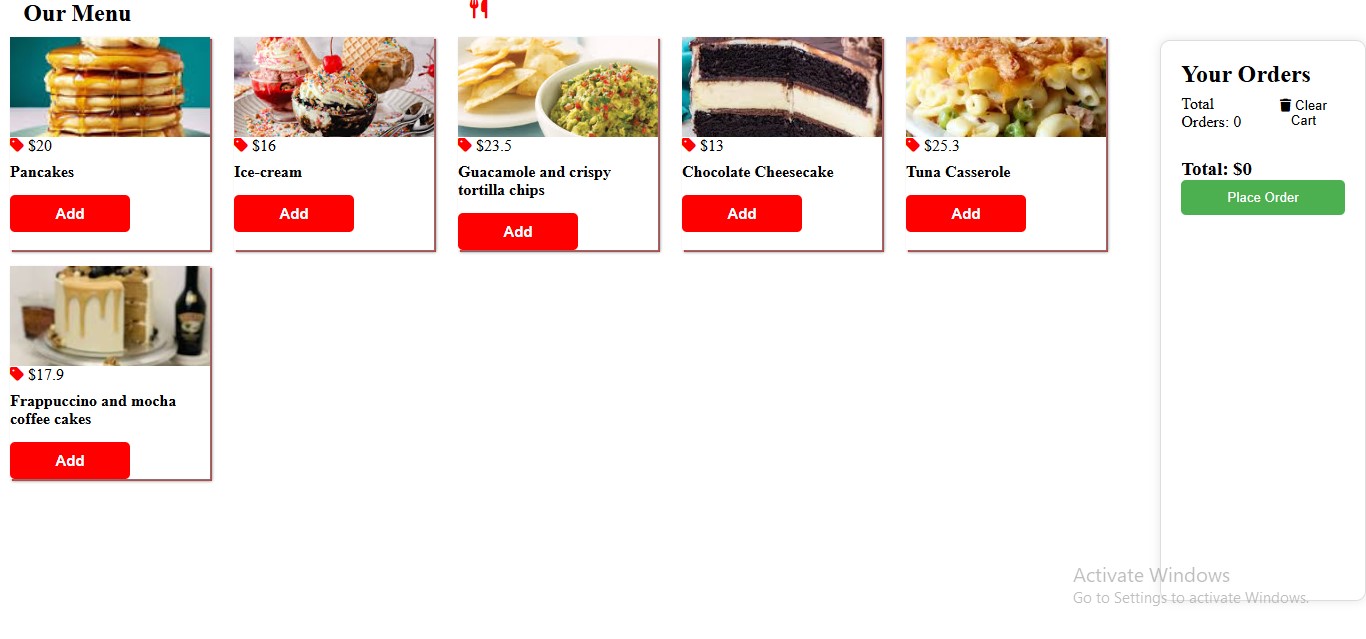 Our Menu
$20
Pancakes
Add
$16
Ice-cream
Add
$23.5
Guacamole and crispy
tortilla chips
Add
$13
Chocolate Cheesecake
Add
$25.3
Tuna Casserole
Add
$17.9
Frappuccino and mocha
coffee cakes
Add
Your Orders
Total
Orders: 0
Clear
Cart
Total: $0
Place Order
Activate Windows
Go to Settings to activate Windows.